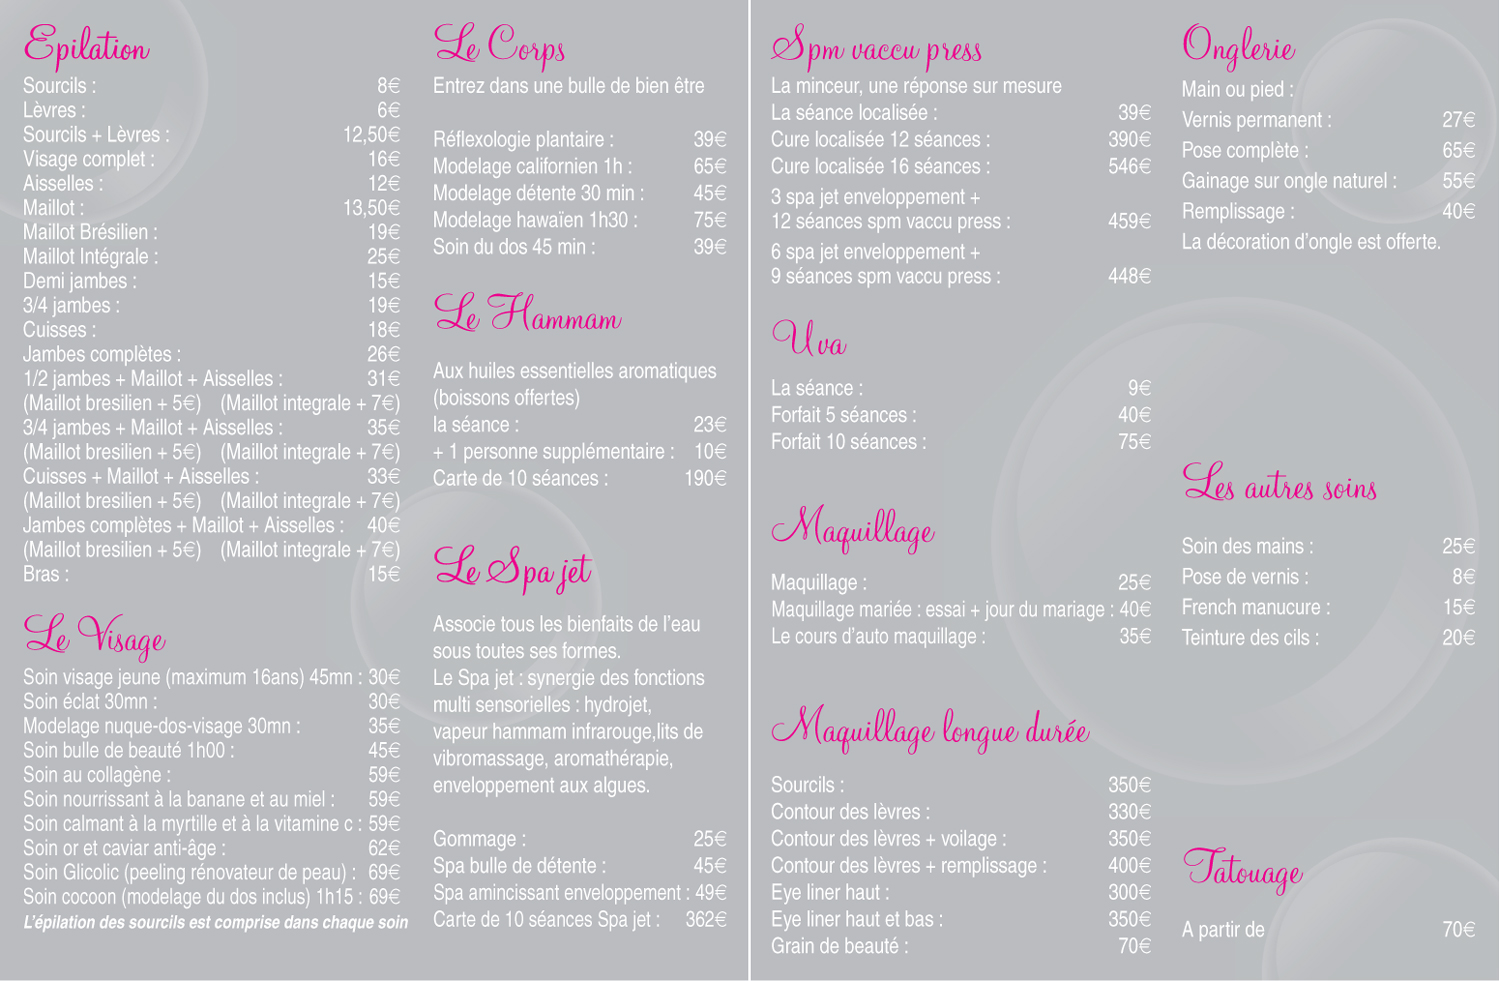 Epilation
Sourcils : 8€
Lèvres : 6€
Sourcils + Lèvres : 12,50€
Visage complet : 16€
Aisselles : 12€
Maillot : 13,50€
Maillot Brésilien : 19€
Maillot Intégrale : 25€
Demi jambes : 15€
3/4 jambes : 19€
Cuisses : 18€
Jambes complètes : 26€
1/2 jambes + Maillot + Aisselles : 31€
(Maillot bresilien + 5€) (Maillot integrale + 7€)
3/4 jambes + Maillot + Aisselles : 35€
(Maillot bresilien + 5€) (Maillot integrale + 7€)
Cuisses + Maillot + Aisselles : 33€
(Maillot bresilien + 5€) (Maillot integrale + 7€)
Jambes complètes + Maillot + Aisselles : 40€
(Maillot bresilien + 5€) (Maillot integrale + 7€)
Bras : 15€
Le Visage
Soin visage jeune (maximum 16ans) 45mn : 30€
Soin éclat 30mn : 30€
Modelage nuque-dos-visage 30mn : 35€
Soin bulle de beauté 1h00 : 45€
Soin au collagène : 59€
Soin nourrissant à la banane et au miel : 59€
Soin calmant à la myrtille et à la vitamine c : 59€
Soin or et caviar anti-âge : 62€
Soin Glicolic (peeling rénovateur de peau) : 69€
Soin cocoon (modelage du dos inclus) 1h15 : 69€
L'épilation des sourcils est comprise dans chaque soin
Le Corps
Entrez dans une bulle de bien être
Réflexologie plantaire : 39€
Modelage californien 1h : 65€
Modelage détente 30 min : 45€
Modelage hawaïen 1h30 : 75€
Soin du dos 45 min : 39€
Le Hammam
Aux huiles essentielles aromatiques
(boissons offertes)
la séance : 23€
+ 1 personne supplémentaire : 10€
Carte de 10 séances : 190€
Le Spa jet
Associe tous les bienfaits de l'eau
sous toutes ses formes.
Le Spa jet : synergie des fonctions
multi sensorielles : hydrojet,
vapeur hammam infrarouge,lits de
vibromassage, aromathérapie,
enveloppement aux algues.
Gommage : 25€
Spa bulle de détente : 45€
Spa amincissant enveloppement : 49€
Carte de 10 séances Spa jet : 362€
Spm vaccu press
La minceur, une réponse sur mesure
La séance localisée : 39€
Cure localisée 12 séances : 390€
Cure localisée 16 séances : 546€
3 spa jet enveloppement +
12 séances spm vaccu press : 459€
6 spa jet enveloppement +
9 séances spm vaccu press : 448€
Uva
La séance : 9€
Forfait 5 séances : 40€
Forfait 10 séances : 75€
Maquillage
Maquillage : 25€
Maquillage mariée : essai + jour du mariage : 40€
Le cours d'auto maquillage : 35€
Maquillage longue durée
Sourcils : 350€
Contour des lèvres : 330€
Contour des lèvres + voilage : 350€
Contour des lèvres + remplissage : 400€
Eye liner haut : 300€
Eye liner haut et bas : 350€
Grain de beauté : 70€
Onglerie
Main ou pied :
Vernis permanent : 27€
Pose complète : 65€
Gainage sur ongle naturel : 55€
Remplissage : 40€
La décoration d'ongle est offerte.
Les autres soins
Soin des mains : 25€
Pose de vernis : 8€
French manucure : 15€
Teinture des cils : 20€
Tatouage
A partir de 70€